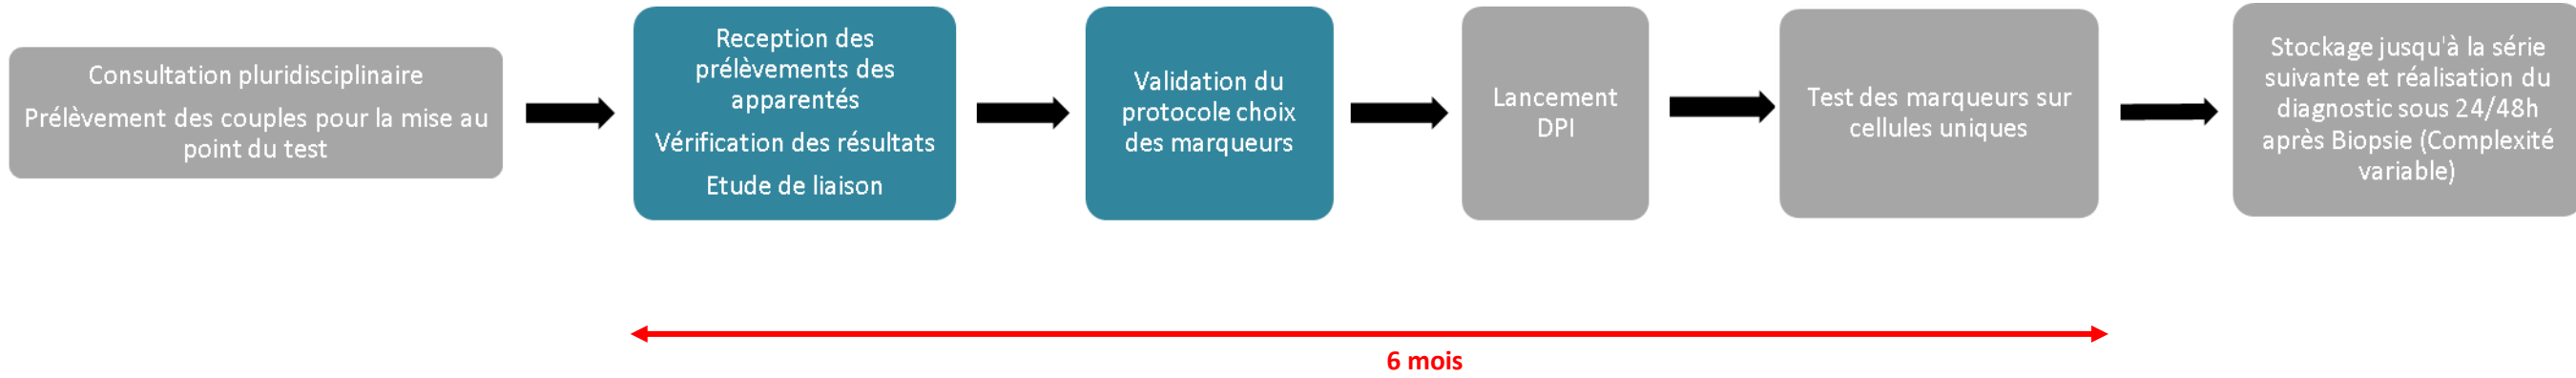 Consultation pluridisciplinaire
Prélèvement des couples pour la mise au
point du test
Reception des
prélèvements des
apparentés
Vérification des résultats
Etude de liaison
Validation du
protocole choix
des marqueurs
Lancement
DPI
Test des marqueurs sur
cellules uniques
Stockage jusqu'à la série
suivante et réalisation du
diagnostic sous 24/48h
après Biopsie (Complexité
variable)
6 mois